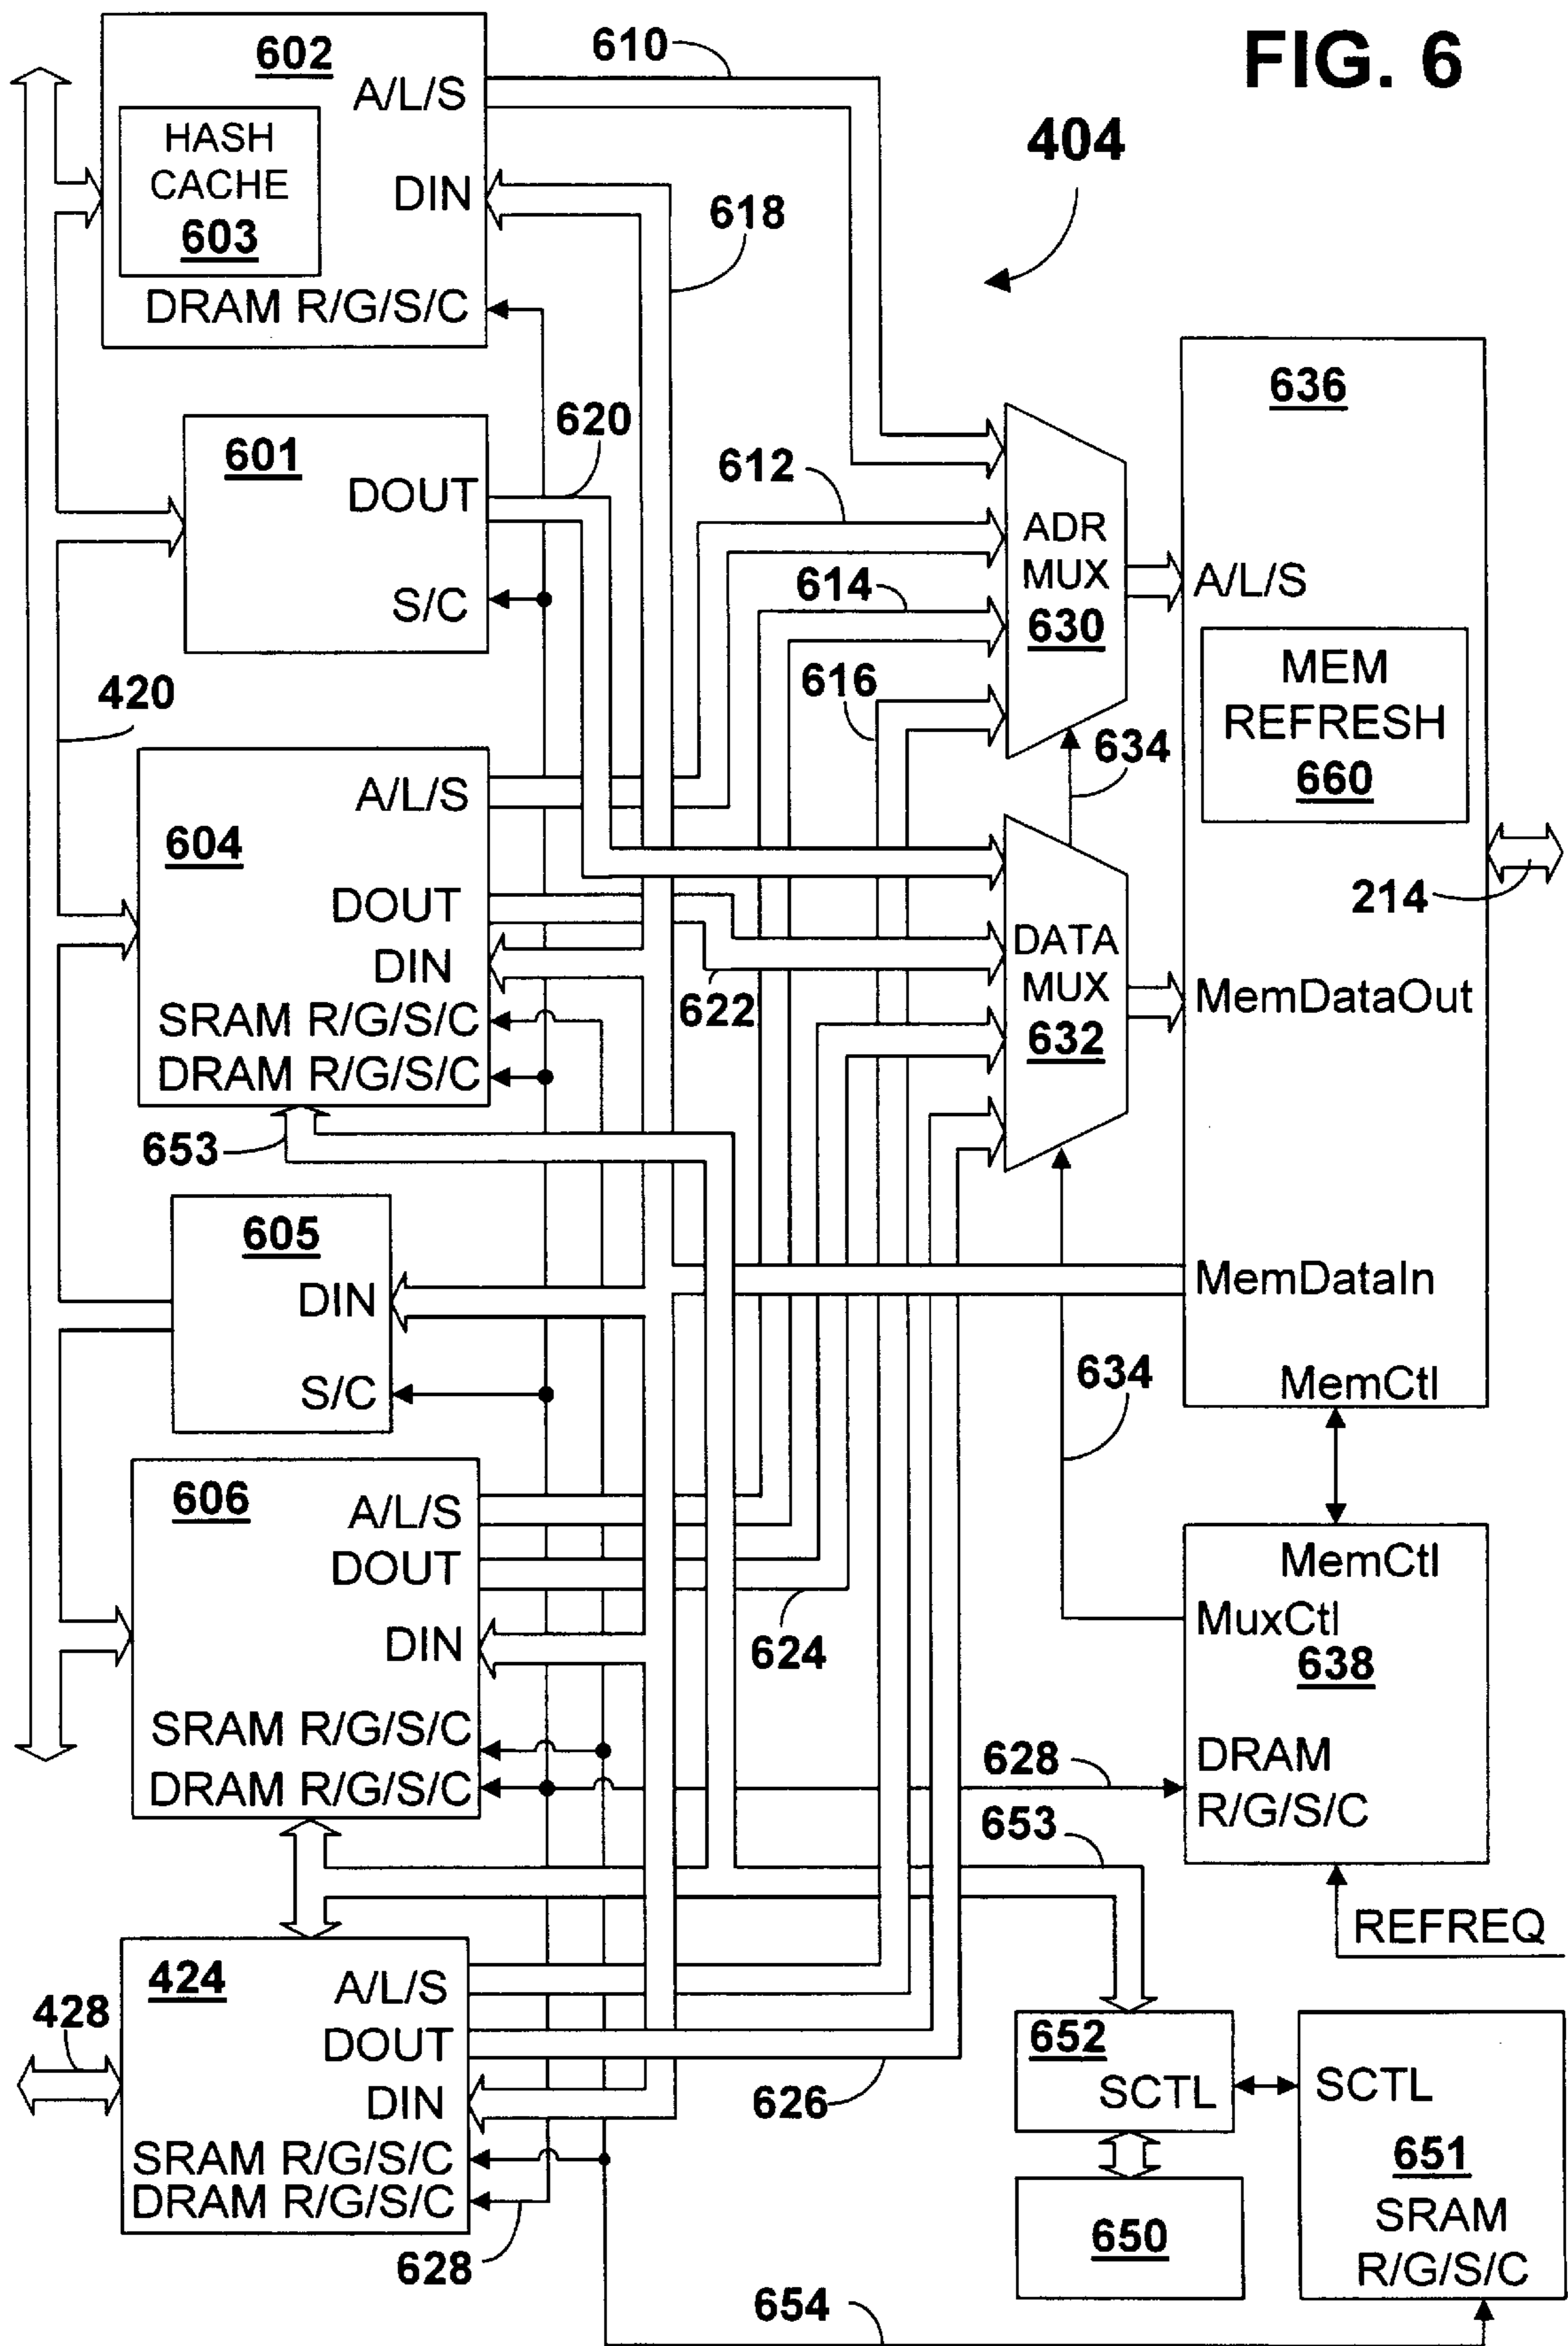 FIG. 6
404
602
A/L/S
HASH
CACHE
603
DIN
DRAM R/G/S/C
610
618
601
DOUT
S/C
620
612
614
616
420
604
A/L/S
DOUT
DIN
SRAM R/G/S/C
DRAM R/G/S/C
622
653
ADR
MUX
630
634
DATA
MUX
632
636
A/L/S
MEM
REFRESH
660
214
MemDataOut
MemDataIn
MemCtl
605
DIN
S/C
634
606
A/L/S
DOUT
DIN
SRAM R/G/S/C
DRAM R/G/S/C
624
628
653
MemCtl
MuxCtl
638
DRAM
R/G/S/C
REFREQ
424
A/L/S
DOUT
DIN
SRAM R/G/S/C
DRAM R/G/S/C
428
626
628
654
652
SCTL
650
SCTL
651
SRAM
R/G/S/C